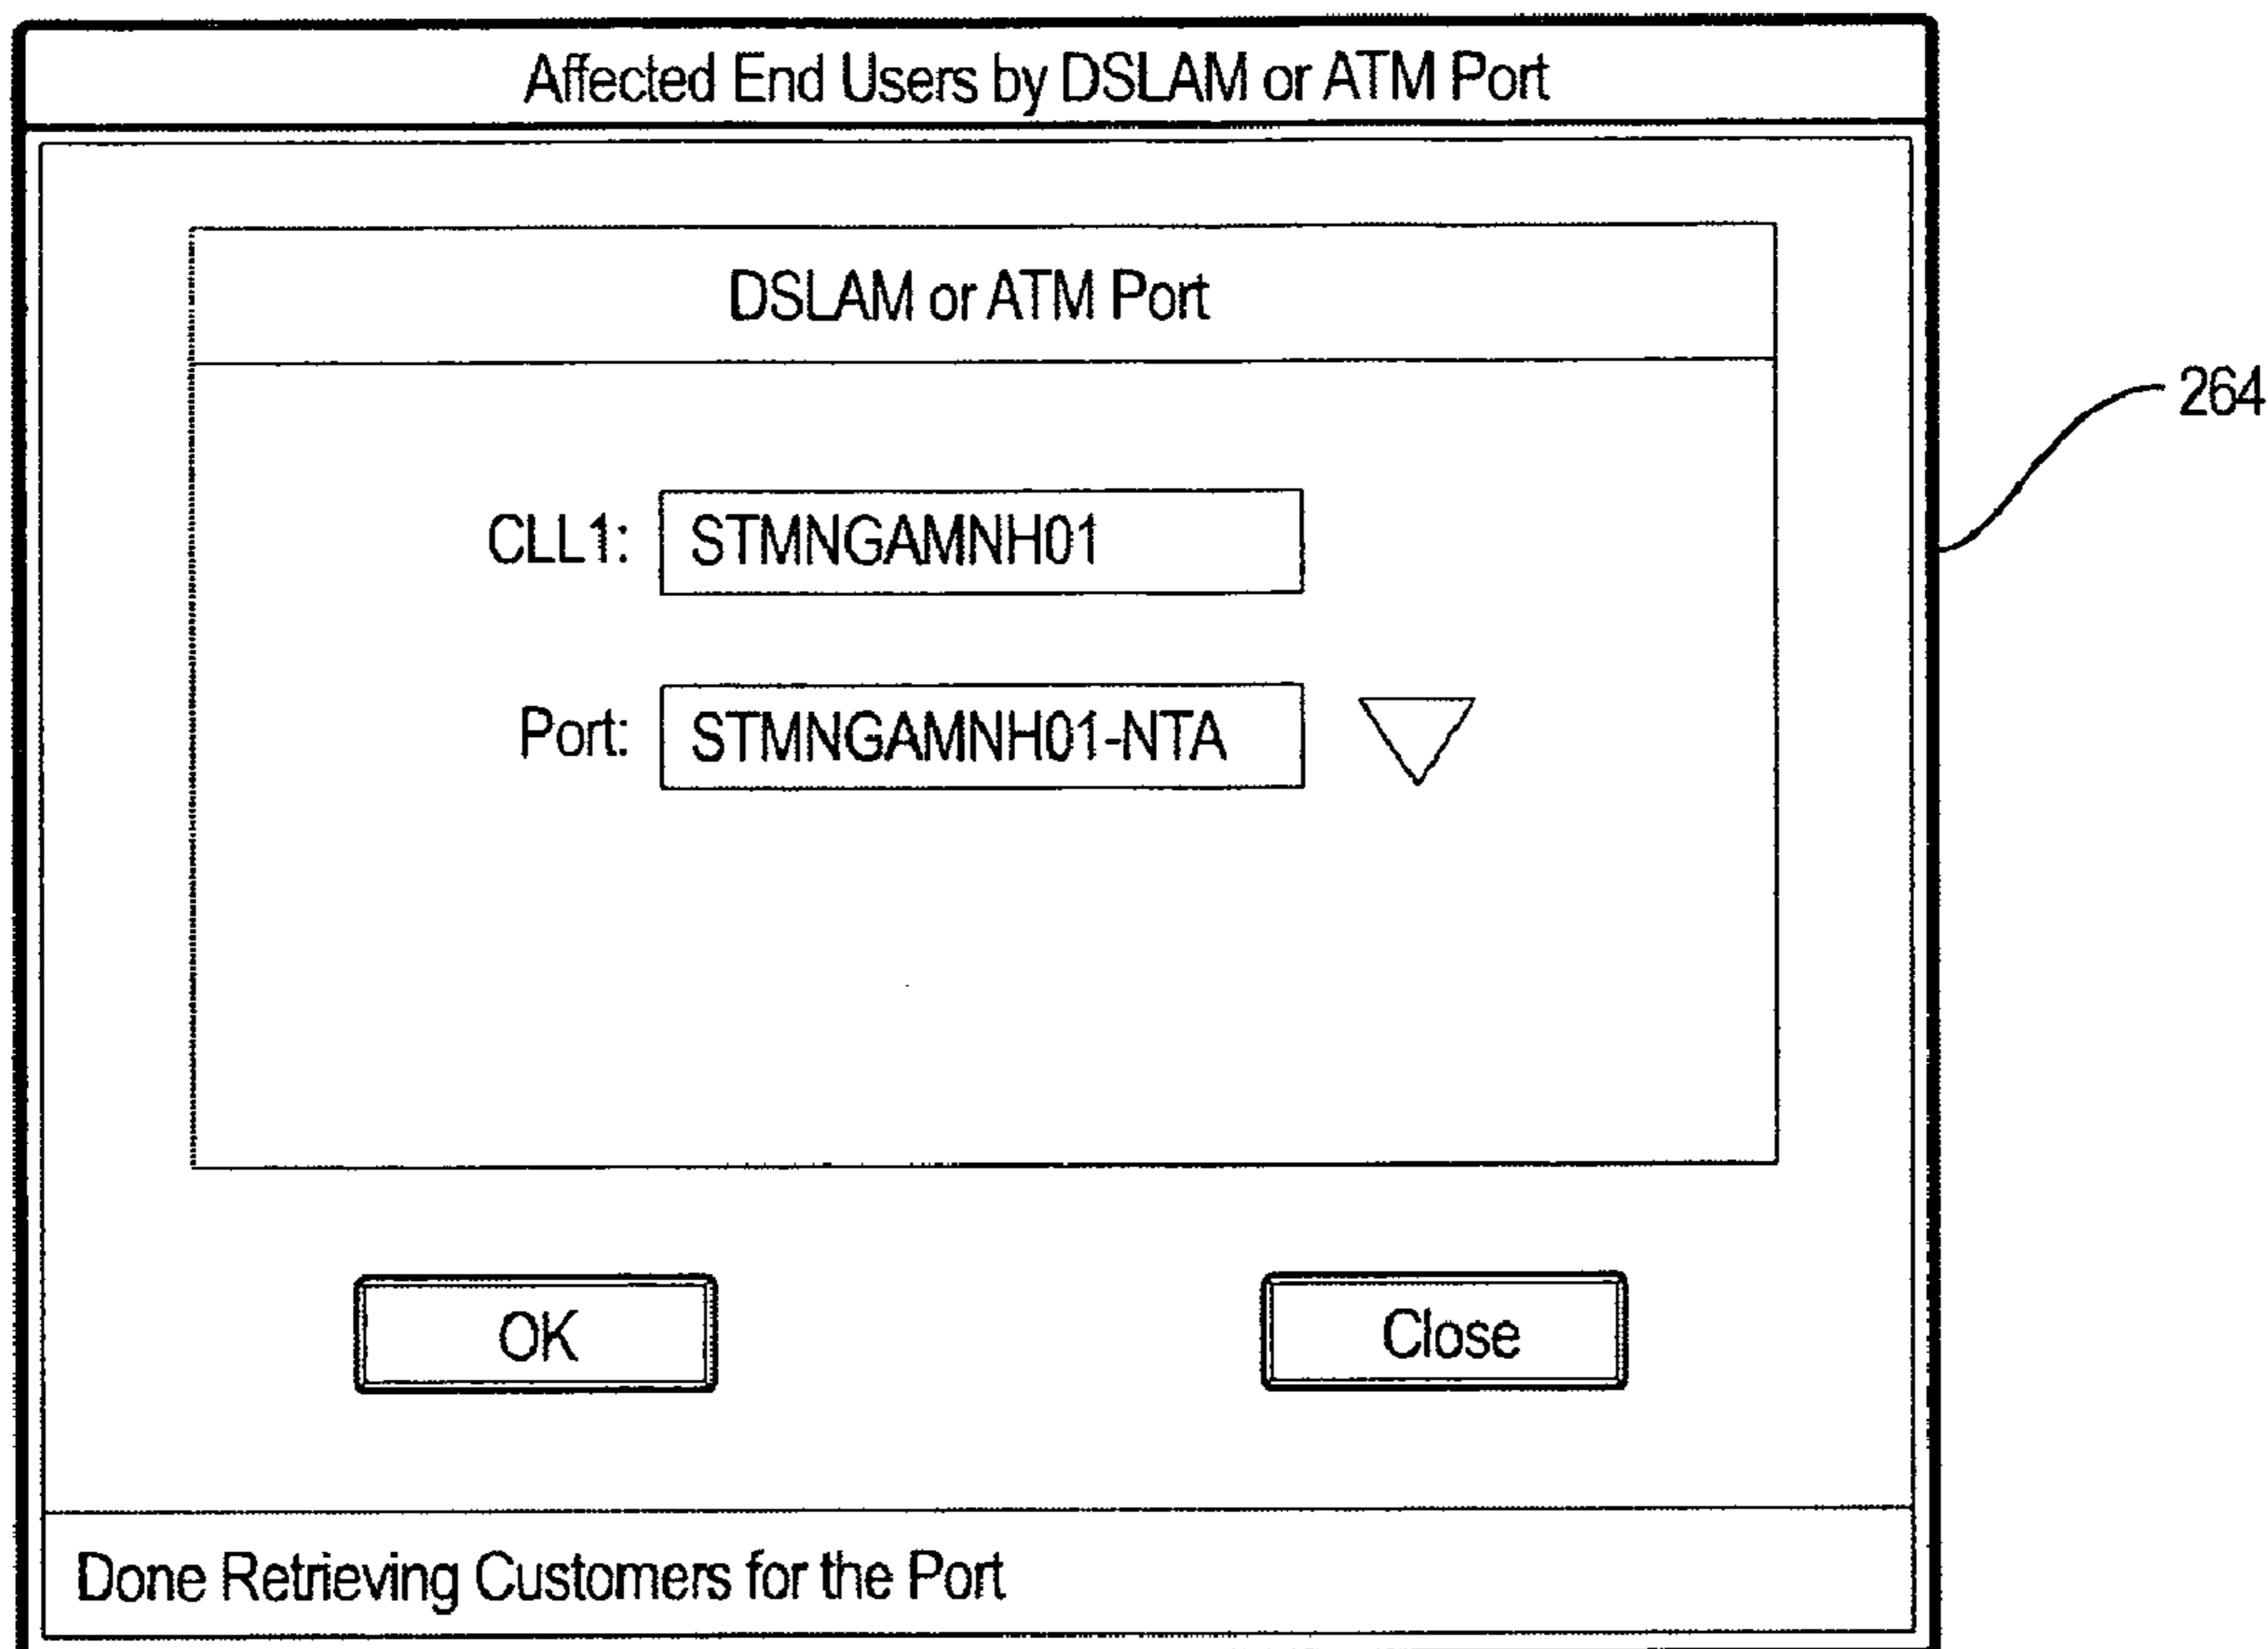 Affected End Users by DSLAM or ATM Port
DSLAM or ATM Port
264
CLL1: STMNGAMNH01
Port: STMNGAMNH01-NTA
OK Close
Done Retrieving Customers for the Port